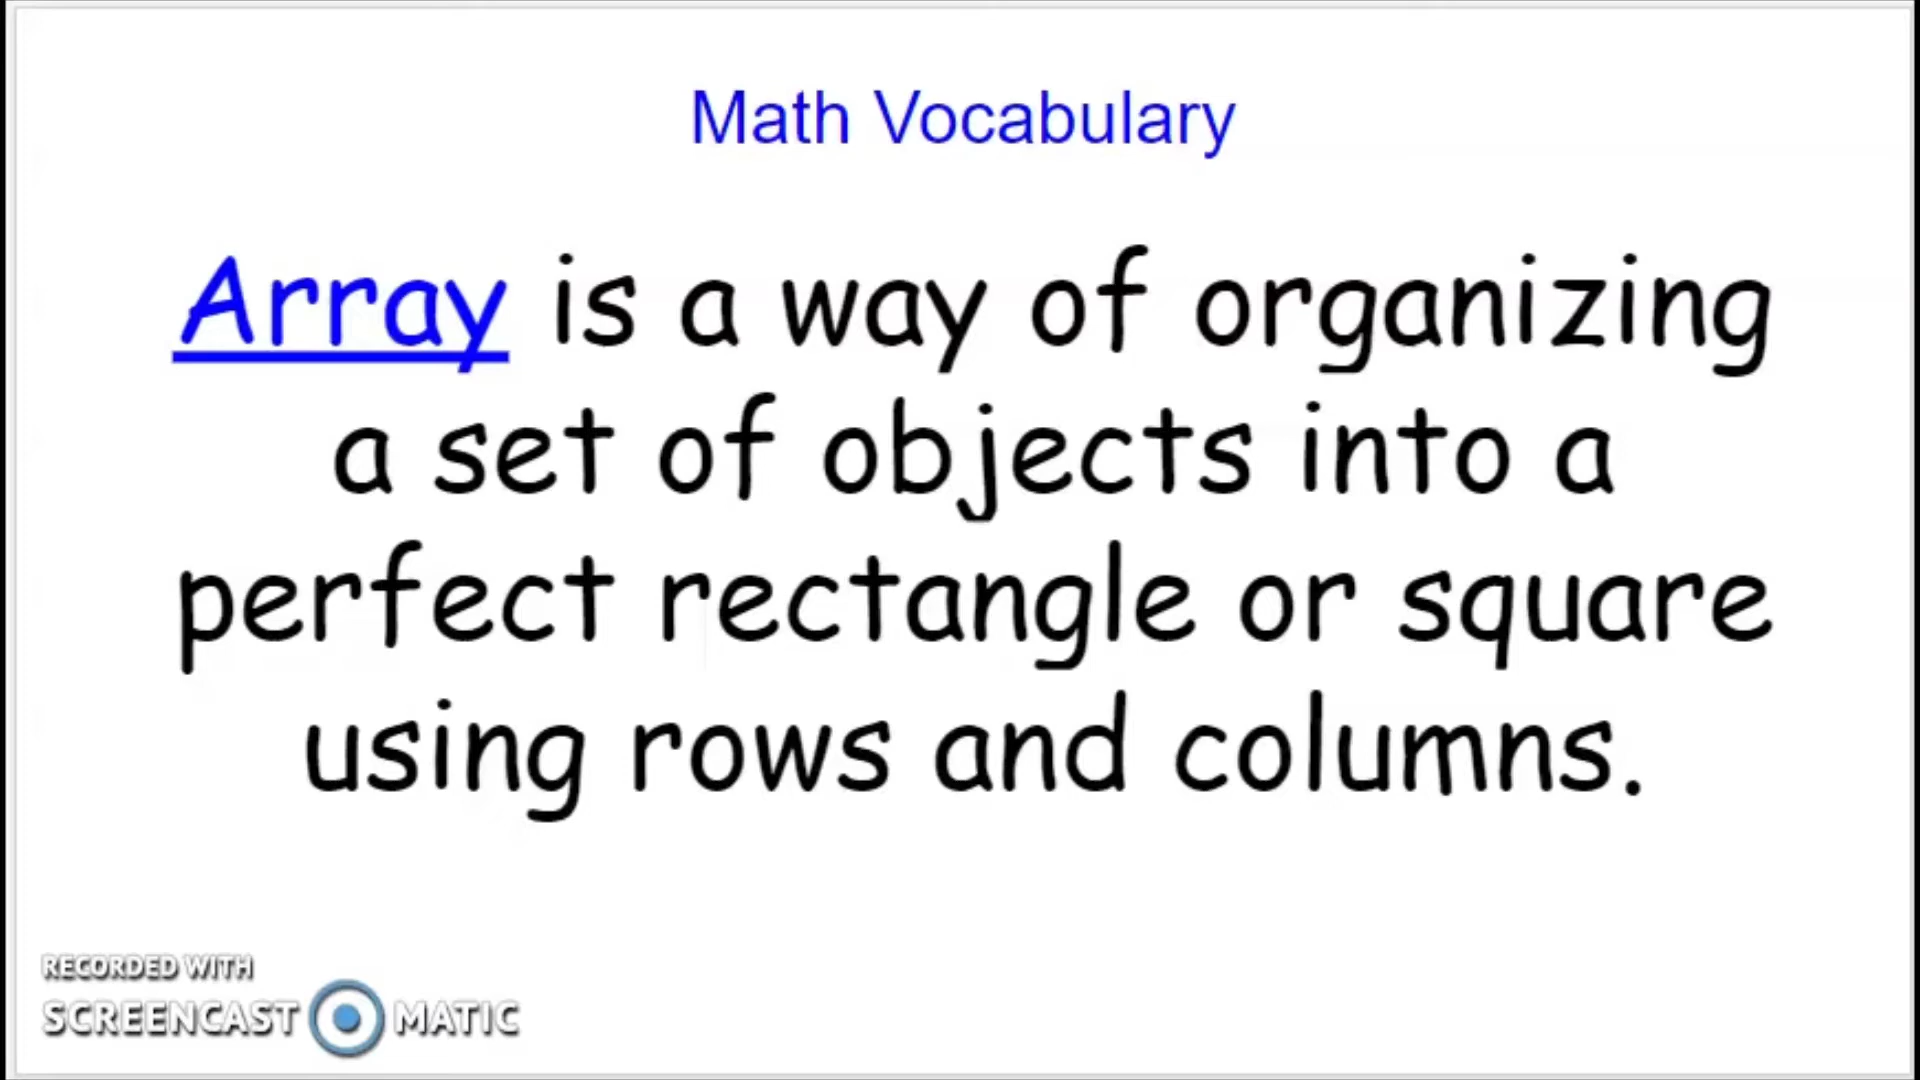 Math Vocabulary
Array is a way of organizing
a set of objects into a
perfect rectangle or square
using rows and columns.
RECORDED WITH
SCREENCAST MATIC